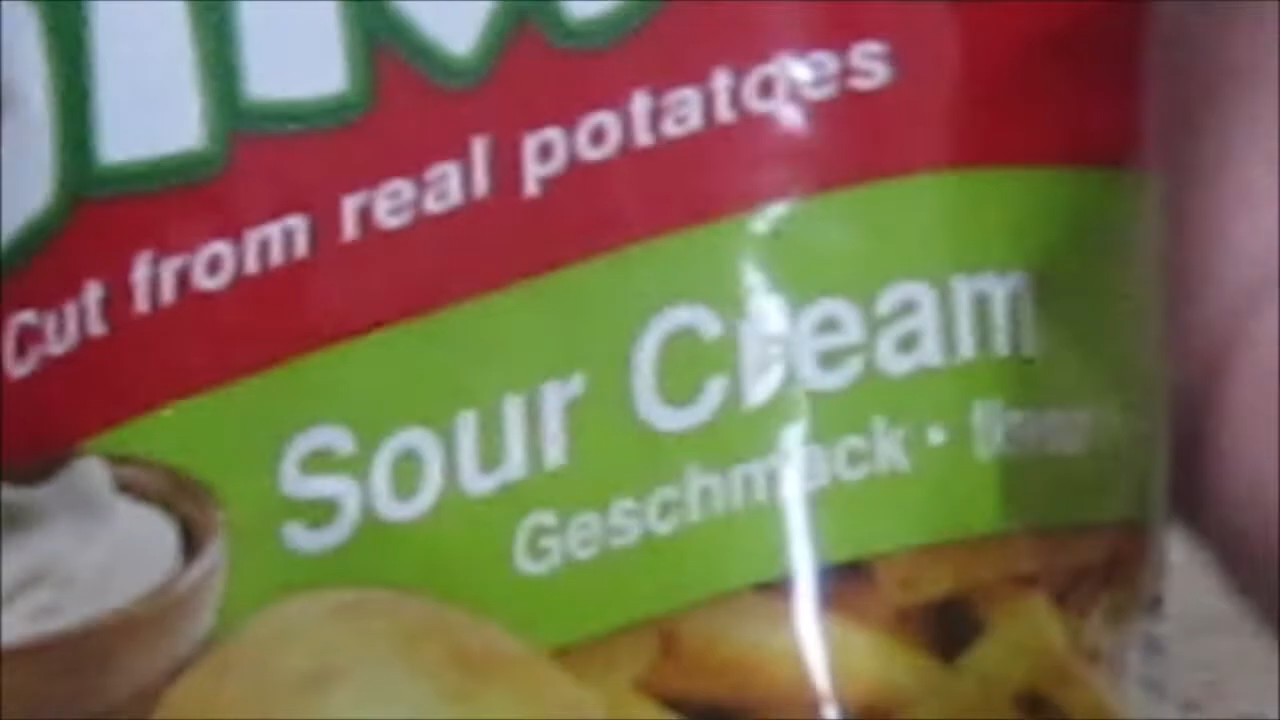 Cut from real potatoes
Sour Cream
Geschmack •